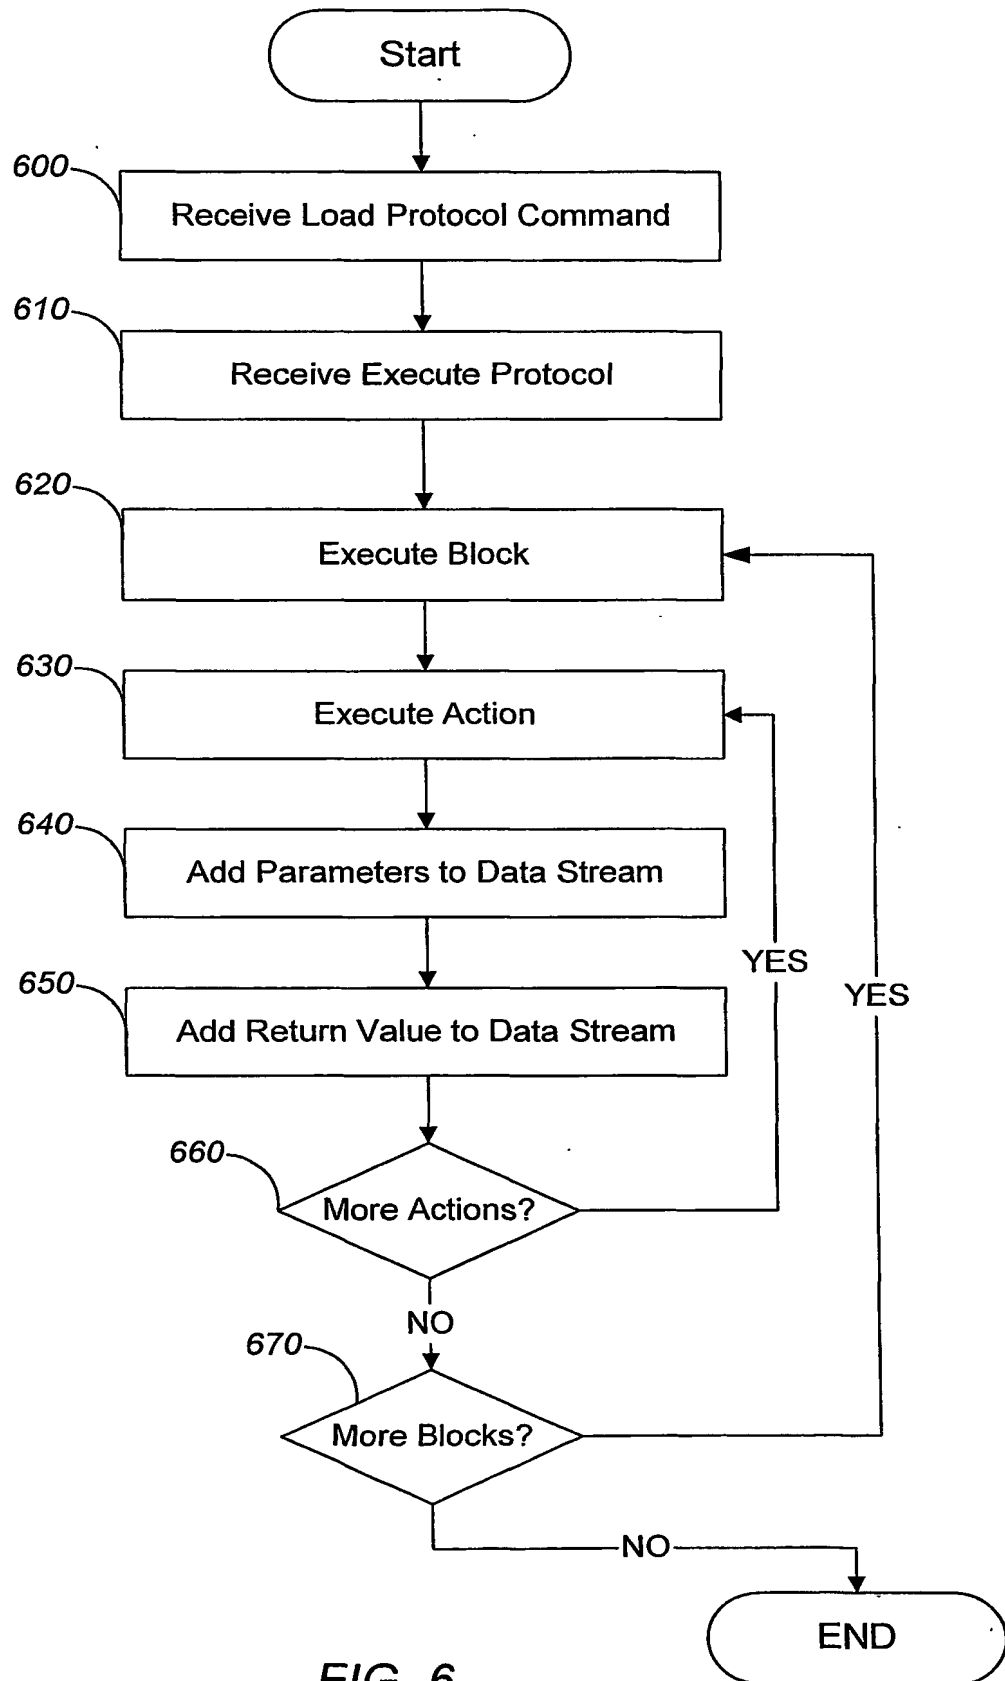 Start
600
Receive Load Protocol Command
610
Receive Execute Protocol
620
Execute Block
630
Execute Action
640
Add Parameters to Data Stream
YES
YES
650
Add Return Value to Data Stream
660
More Actions?
NO
670
More Blocks?
NO
END
FIG. 6